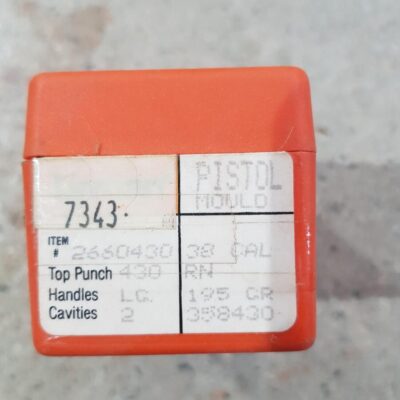 PISTOL
MOULD
7343.
ITEM
# 2660430 38 CAL
Top Punch 430 RN
Handles LG. 195 GR
Cavities 2 358430